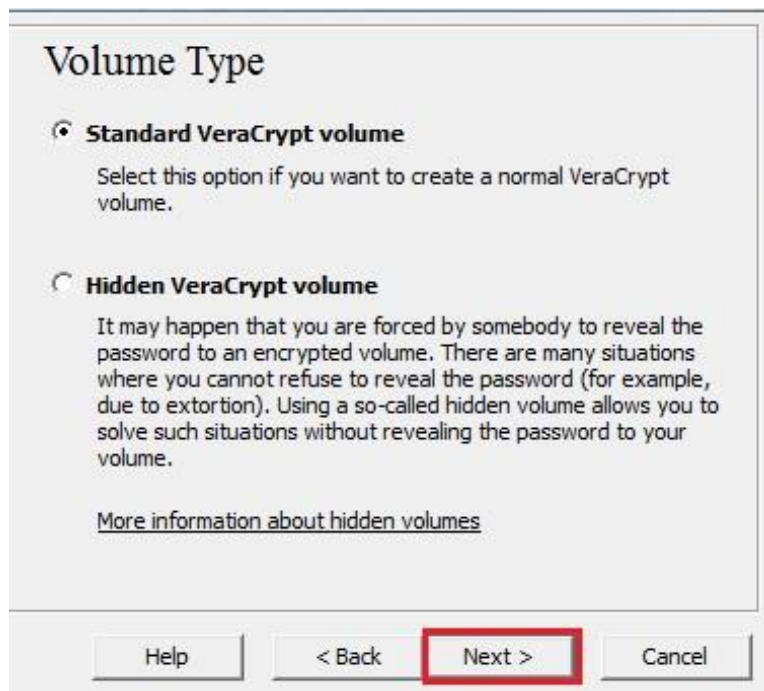 Volume Type
Standard VeraCrypt volume
Select this option if you want to create a normal VeraCrypt
volume.
Hidden VeraCrypt volume
It may happen that you are forced by somebody to reveal the
password to an encrypted volume. There are many situations
where you cannot refuse to reveal the password (for example,
due to extortion). Using a so-called hidden volume allows you to
solve such situations without revealing the password to your
volume.
More information about hidden volumes
Help < Back Next > Cancel